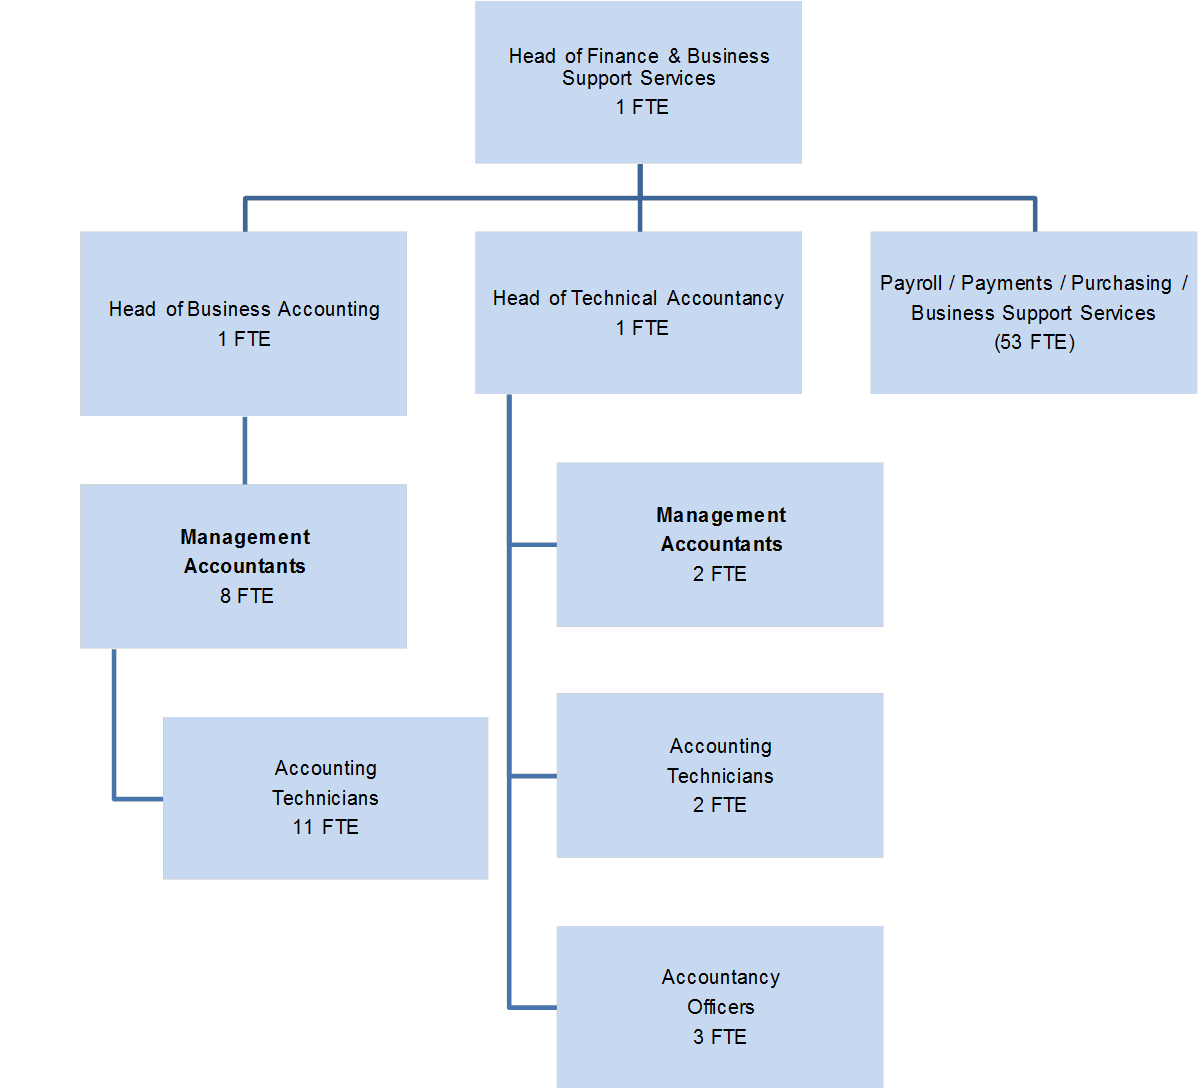 Head of Finance & Business
Support Services
1 FTE
Head of Business Accounting
1 FTE
Head of Technical Accountancy
1 FTE
Payroll / Payments / Purchasing /
Business Support Services
(53 FTE)
Management
Accountants
8 FTE
Accounting
Technicians
11 FTE
Management
Accountants
2 FTE
Accounting
Technicians
2 FTE
Accountancy
Officers
3 FTE